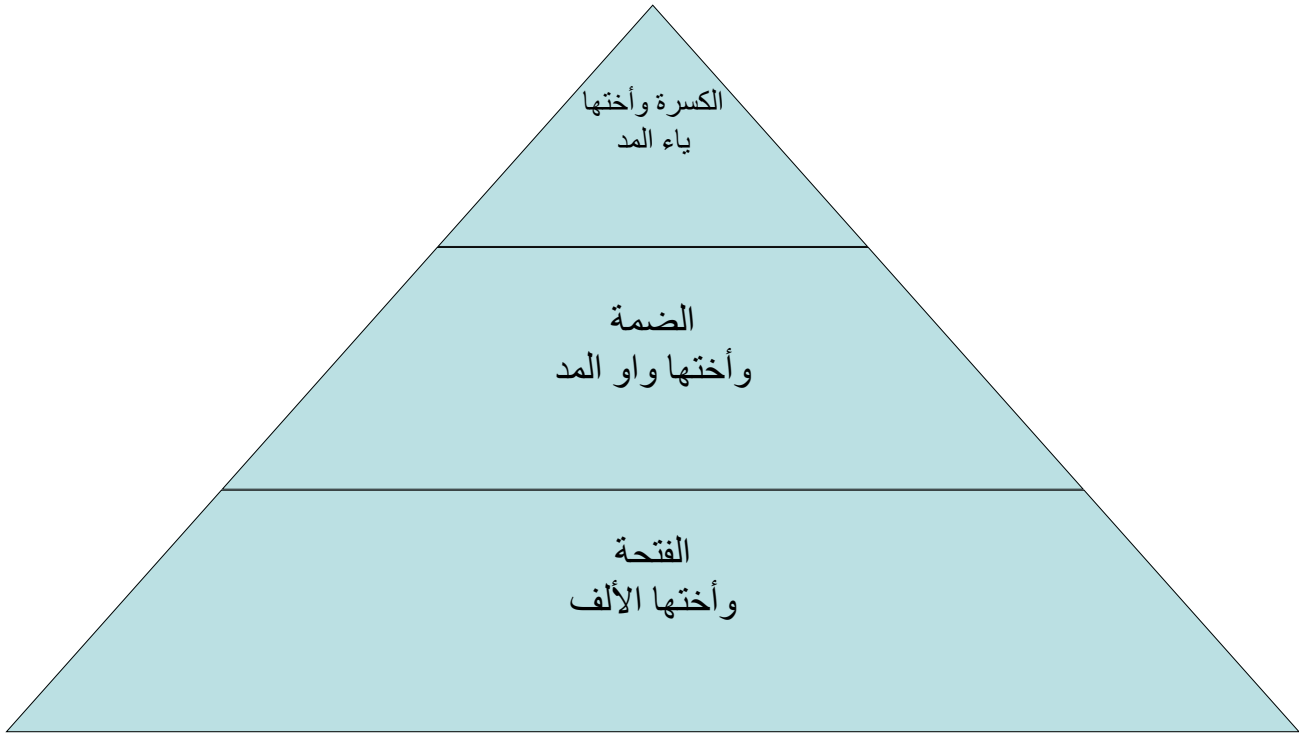 الكسرة وأختها
ياء المد
الضمة
وأختها واو المد
الفتحة
وأختها الألف